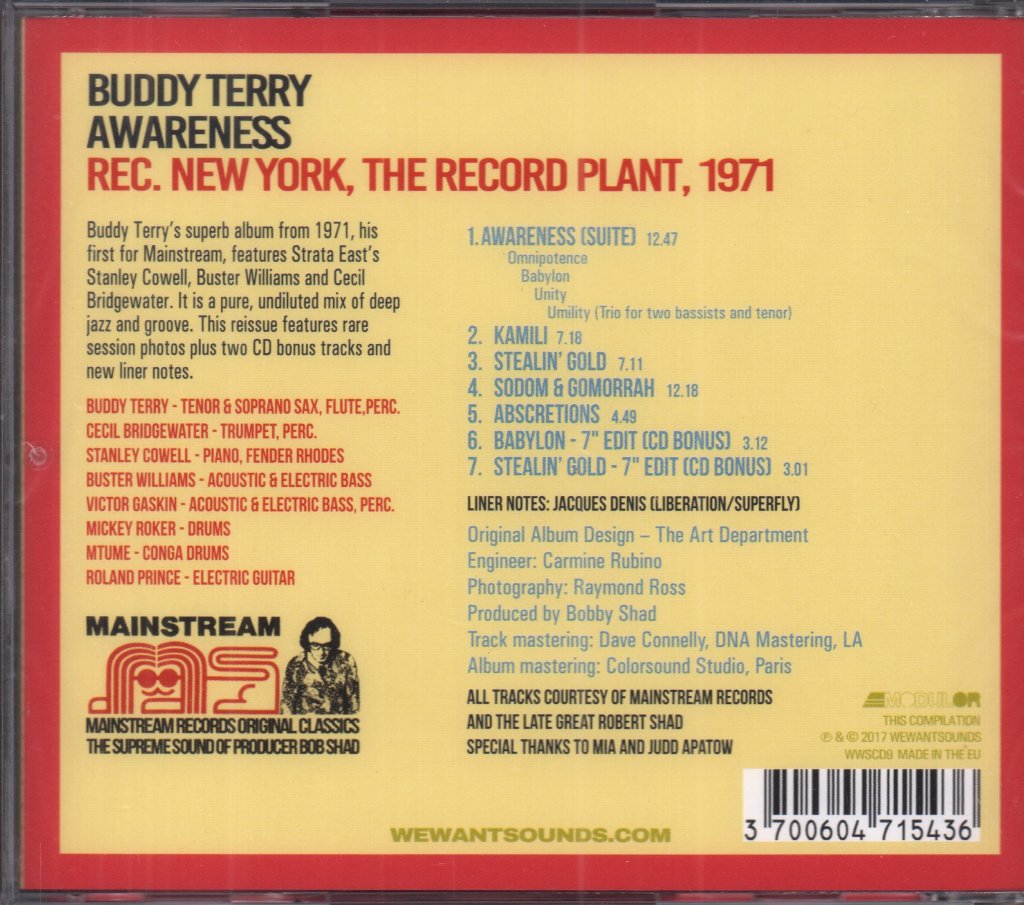 BUDDY TERRY
AWARENESS
REC. NEW YORK, THE RECORD PLANT, 1971
Buddy Terry's superb album from 1971, his
first for Mainstream, features Strata East's
Stanley Cowell, Buster Williams and Cecil
Bridgewater. It is a pure, undiluted mix of deep
jazz and groove. This reissue features rare
session photos plus two CD bonus tracks and
new liner notes.
BUDDY TERRY - TENOR & SOPRANO SAX, FLUTE,PERC.
CECIL BRIDGEWATER - TRUMPET, PERC.
STANLEY COWELL - PIANO, FENDER RHODES
BUSTER WILLIAMS - ACOUSTIC & ELECTRIC BASS
VICTOR GASKIN - ACOUSTIC & ELECTRIC BASS, PERC.
MICKEY ROKER - DRUMS
MTUME - CONGA DRUMS
ROLAND PRINCE - ELECTRIC GUITAR
MAINSTREAM
MAINSTREAM RECORDS ORIGINAL CLASSICS
THE SUPREME SOUND OF PRODUCER BOB SHAD
1. AWARENESS (SUITE) 12.47
Omnipotence
Babylon
Unity
Umility (Trio for two bassists and tenor)
2. KAMILI 7.18
3. STEALIN' GOLD 7.11
4. SODOM & GOMORRAH 12.18
5. ABSCRETIONS 4.49
6. BABYLON - 7" EDIT (CD BONUS) 3.12
7. STEALIN' GOLD - 7" EDIT (CD BONUS) 3.01
LINER NOTES: JACQUES DENIS (LIBERATION/SUPERFLY)
Original Album Design – The Art Department
Engineer: Carmine Rubino
Photography: Raymond Ross
Produced by Bobby Shad
Track mastering: Dave Connelly, DNA Mastering, LA
Album mastering: Colorsound Studio, Paris
ALL TRACKS COURTESY OF MAINSTREAM RECORDS
AND THE LATE GREAT ROBERT SHAD
SPECIAL THANKS TO MIA AND JUDD APATOW
MODULOR
THIS COMPILATION
℗ & © 2017 WEWANTSOUNDS
WWSCD9 MADE IN THE EU
3 700604 715436
WEWANTSOUNDS.COM